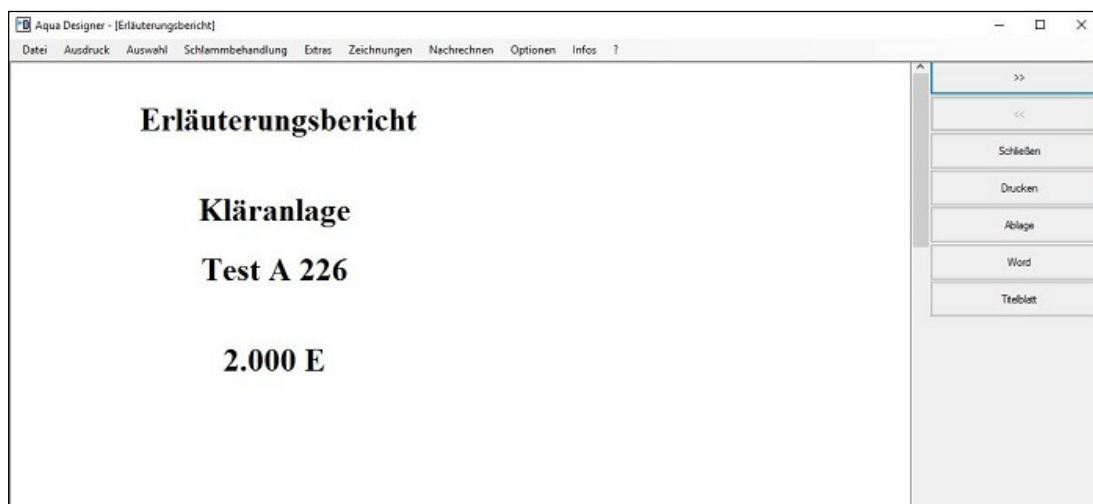 Aqua Designer - [Erläuterungsbericht]
Datei Ausdruck Auswahl Schlammbehandlung Extras Zeichnungen Nachrechnen Optionen Infos ?
Erläuterungsbericht
Kläranlage
Test A 226
2.000 E
>>
<<
Schließen
Drucken
Ablage
Word
Titelblatt